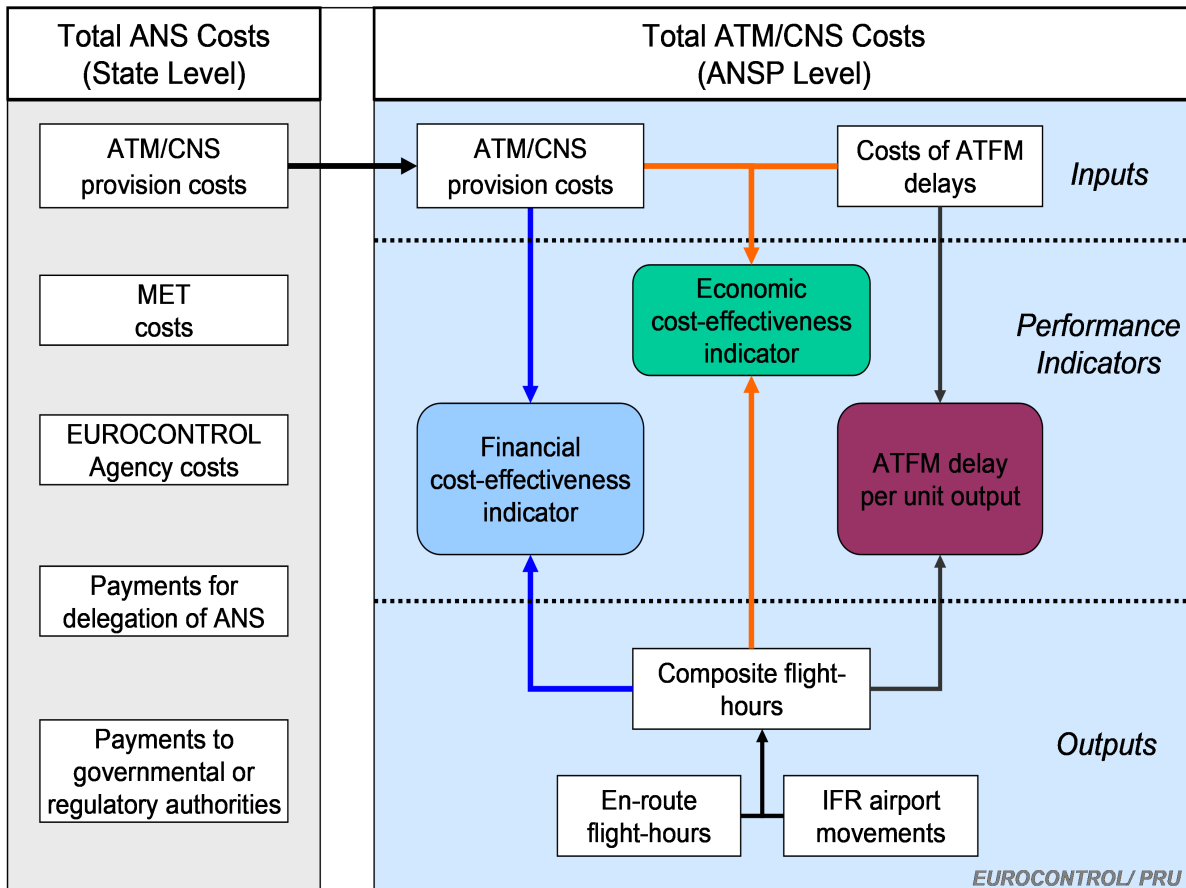 Total ANS Costs
(State Level)
ATM/CNS
provision costs
MET
costs
EUROCONTROL
Agency costs
Payments for
delegation of ANS
Payments to
governmental or
regulatory authorities
Total ATM/CNS Costs
(ANSP Level)
ATM/CNS
provision costs
Costs of ATFM
delays
Inputs
Economic
cost-effectiveness
indicator
Performance
Indicators
Financial
cost-effectiveness
indicator
ATFM delay
per unit output
Composite flight-
hours
Outputs
En-route
flight-hours
IFR airport
movements
EUROCONTROL/ PRU